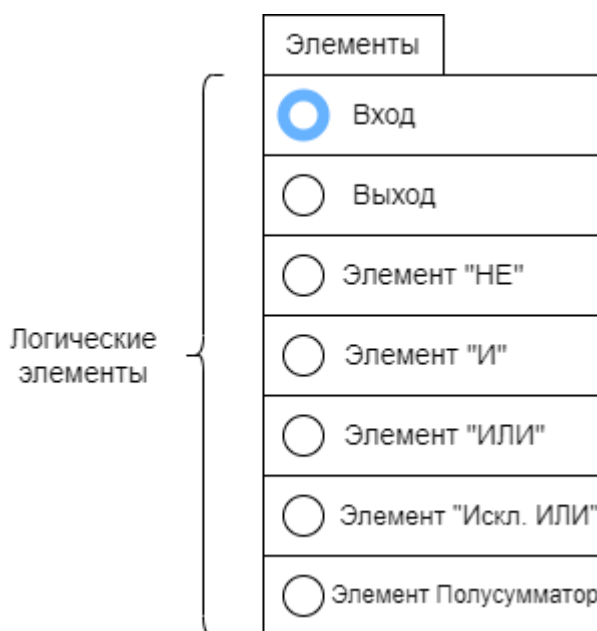 Элементы
Вход
Выход
Элемент "НЕ"
Элемент "И"
Логические
элементы
Элемент "ИЛИ"
Элемент "Искл. ИЛИ"
Элемент Полусумматор